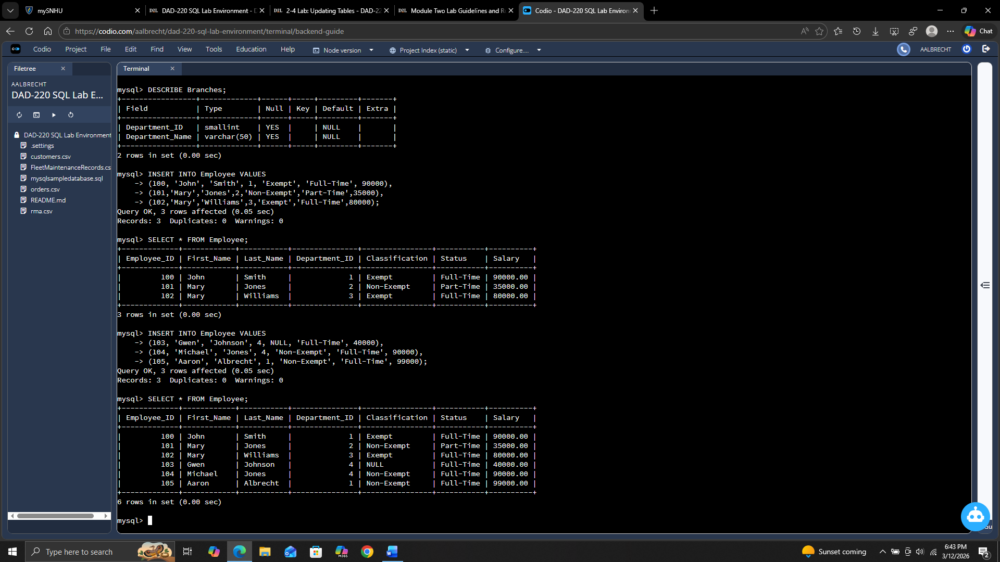 mySNHU
D2L DAD-220 SQL Lab Environment - D
D2L 2-4 Lab: Updating Tables - DAD-22
D2L Module Two Lab Guidelines and R
Codio - DAD-220 SQL Lab Environ
https://codio.com/aalbrecht/dad-220-sql-lab-environment/terminal/backend-guide
Chat
Codio Project File Edit Find View Tools Education Help Node version Project Index (static) Configure.... AALBRECHT
Filetree
Terminal
AALBRECHT
DAD-220 SQL Lab E...
DAD-220 SQL Lab Environment
.settings
customers.csv
FleetMaintenanceRecords.cs
mysqlsampledatabase.sql
orders.csv
README.md
rma.csv
mysql> DESCRIBE Branches;
+-----------------+-------------+------+-----+---------+-------+
| Field           | Type        | Null | Key | Default | Extra |
+-----------------+-------------+------+-----+---------+-------+
| Department_ID   | smallint    | YES  |     | NULL    |       |
| Department_Name | varchar(50) | YES  |     | NULL    |       |
+-----------------+-------------+------+-----+---------+-------+
2 rows in set (0.00 sec)
mysql> INSERT INTO Employee VALUES
    -> (100, 'John', 'Smith', 1, 'Exempt', 'Full-Time', 90000),
    -> (101,'Mary','Jones',2,'Non-Exempt','Part-Time',35000),
    -> (102,'Mary','Williams',3,'Exempt','Full-Time',80000);
Query OK, 3 rows affected (0.05 sec)
Records: 3  Duplicates: 0  Warnings: 0
mysql> SELECT * FROM Employee;
+-------------+------------+-----------+---------------+----------------+-----------+----------+
| Employee_ID | First_Name | Last_Name | Department_ID | Classification | Status    | Salary   |
+-------------+------------+-----------+---------------+----------------+-----------+----------+
|         100 | John       | Smith     |             1 | Exempt         | Full-Time | 90000.00 |
|         101 | Mary       | Jones     |             2 | Non-Exempt     | Part-Time | 35000.00 |
|         102 | Mary       | Williams  |             3 | Exempt         | Full-Time | 80000.00 |
+-------------+------------+-----------+---------------+----------------+-----------+----------+
3 rows in set (0.00 sec)
mysql> INSERT INTO Employee VALUES
    -> (103, 'Gwen', 'Johnson', 4, NULL, 'Full-Time', 40000),
    -> (104, 'Michael', 'Jones', 4, 'Non-Exempt', 'Full-Time', 90000),
    -> (105, 'Aaron', 'Albrecht', 1, 'Non-Exempt', 'Full-Time', 99000);
Query OK, 3 rows affected (0.05 sec)
Records: 3  Duplicates: 0  Warnings: 0
mysql> SELECT * FROM Employee;
+-------------+------------+-----------+---------------+----------------+-----------+----------+
| Employee_ID | First_Name | Last_Name | Department_ID | Classification | Status    | Salary   |
+-------------+------------+-----------+---------------+----------------+-----------+----------+
|         100 | John       | Smith     |             1 | Exempt         | Full-Time | 90000.00 |
|         101 | Mary       | Jones     |             2 | Non-Exempt     | Part-Time | 35000.00 |
|         102 | Mary       | Williams  |             3 | Exempt         | Full-Time | 80000.00 |
|         103 | Gwen       | Johnson   |             4 | NULL           | Full-Time | 40000.00 |
|         104 | Michael    | Jones     |             4 | Non-Exempt     | Full-Time | 90000.00 |
|         105 | Aaron      | Albrecht  |             1 | Non-Exempt     | Full-Time | 99000.00 |
+-------------+------------+-----------+---------------+----------------+-----------+----------+
6 rows in set (0.00 sec)
mysql>
Type here to search
M365
Sunset coming
6:43 PM
3/12/2026
2